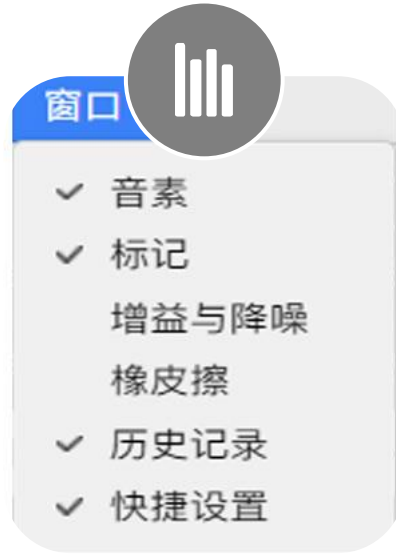 窗口
音素
标记
增益与降噪
橡皮擦
历史记录
快捷设置